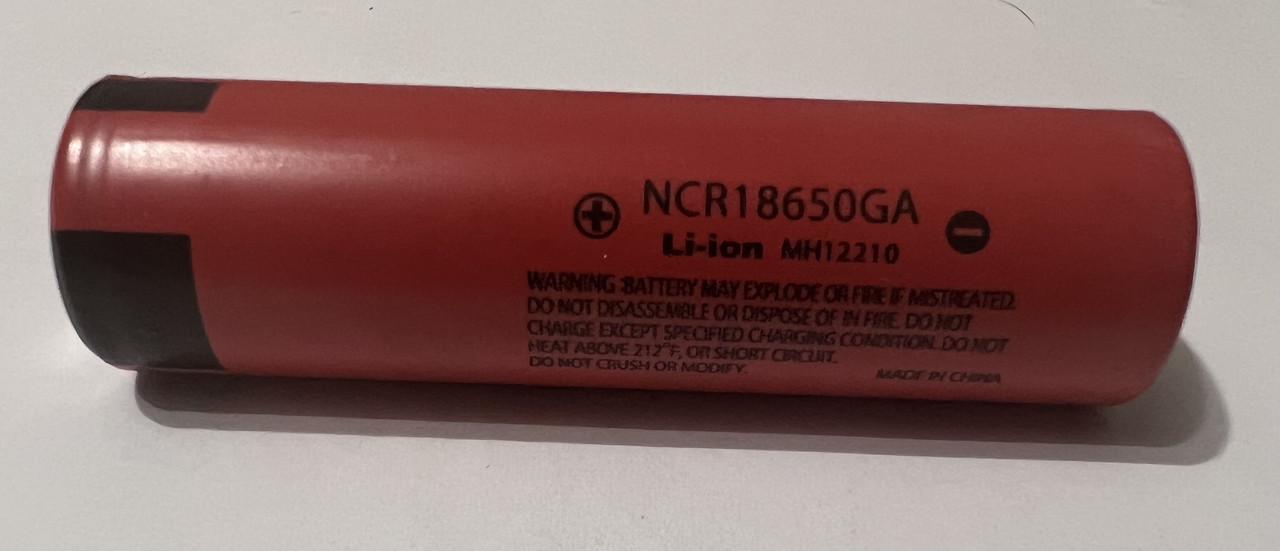 NCR18650GA
Li-ion MH12210
WARNING :BATTERY MAY EXPLODE OR FIRE IF MISTREATED.
DO NOT DISASSEMBLE OR DISPOSE OF IN FIRE. DO NOT
CHARGE EXCEPT SPECIFIED CHARGING CONDITION. DO NOT
HEAT ABOVE 212°F, OR SHORT CIRCUIT.
DO NOT CRUSH OR MODIFY.
MADE IN CHINA